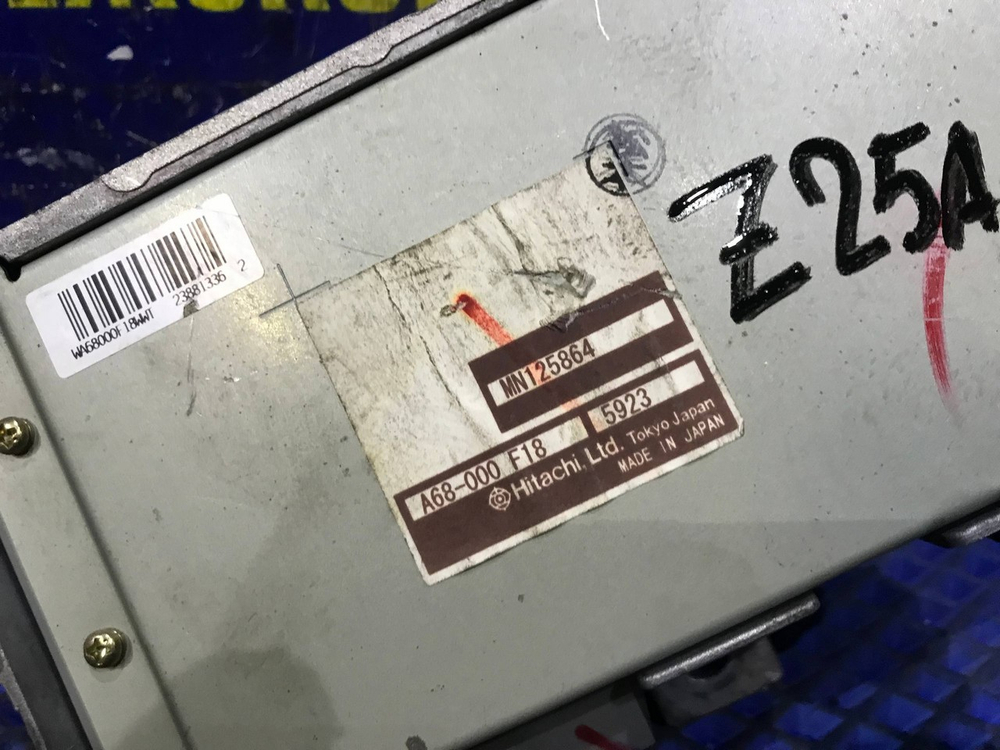 Z25A
WA68000F18WWT 23881336 2
MN125864
A68-000 F18 5923
Hitachi, Ltd. Tokyo Japan
MADE IN JAPAN